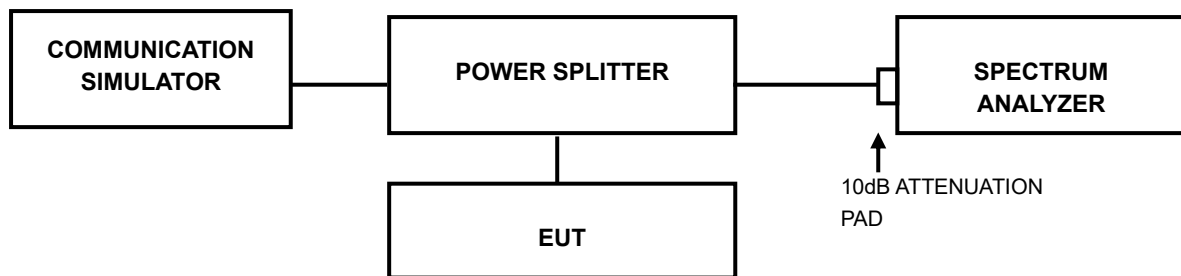 COMMUNICATION
SIMULATOR
POWER SPLITTER
SPECTRUM
ANALYZER
10dB ATTENUATION
PAD
EUT